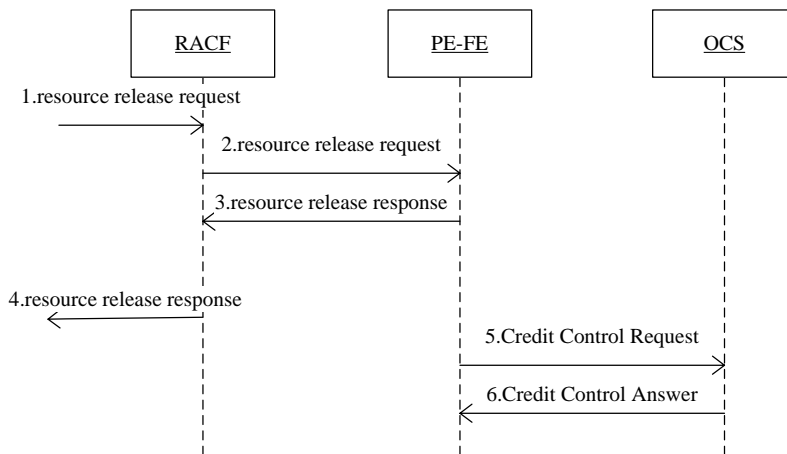 RACF
PE-FE
OCS
1.resource release request
2.resource release request
3.resource release response
4.resource release response
5.Credit Control Request
6.Credit Control Answer